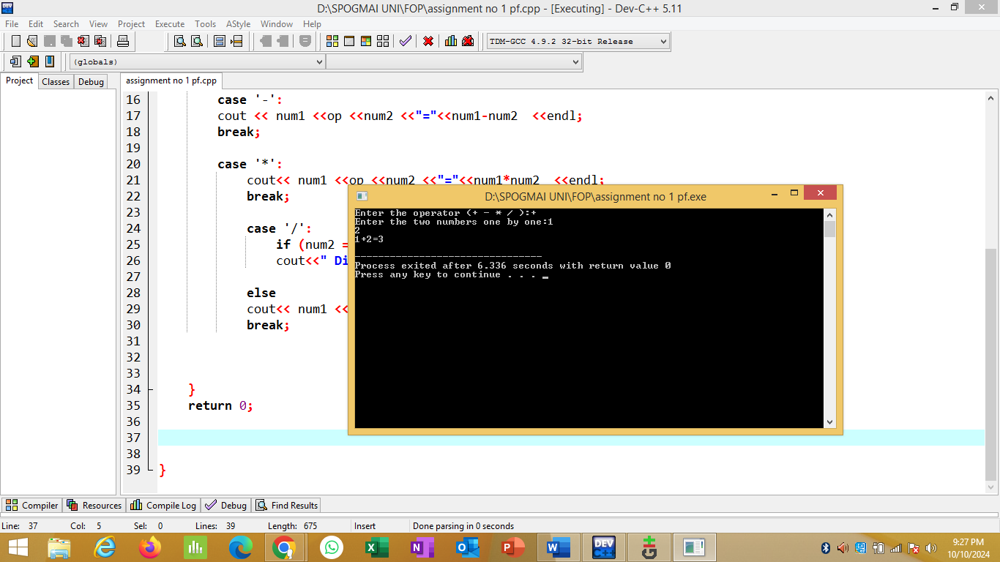 D:\SPOGMAI UNI\FOP\assignment no 1 pf.cpp - [Executing] - Dev-C++ 5.11
File Edit Search View Project Execute Tools AStyle Window Help
TDM-GCC 4.9.2 32-bit Release
(globals)
Project Classes Debug
assignment no 1 pf.cpp
16 case '-':
17 cout << num1 <<op <<num2 <<"="<<num1-num2 <<endl;
18 break;
19
20 case '*':
21 cout<< num1 <<op <<num2 <<"="<<num1*num2 <<endl;
22 break;
23
24 case '/':
25 if (num2 =
26 cout<<" Di
27
28 else
29 cout<< num1 <<
30 break;
31
32
33
34 }
35 return 0;
36
37
38
39 }
D:\SPOGMAI UNI\FOP\assignment no 1 pf.exe
Enter the operator (+ - * / ):+
Enter the two numbers one by one:1
2
1+2=3
--------------------------------
Process exited after 6.336 seconds with return value 0
Press any key to continue . . .
Compiler Resources Compile Log Debug Find Results
Line: 37 Col: 5 Sel: 0 Lines: 39 Length: 675 Insert Done parsing in 0 seconds
DEV C++
9:27 PM
10/10/2024